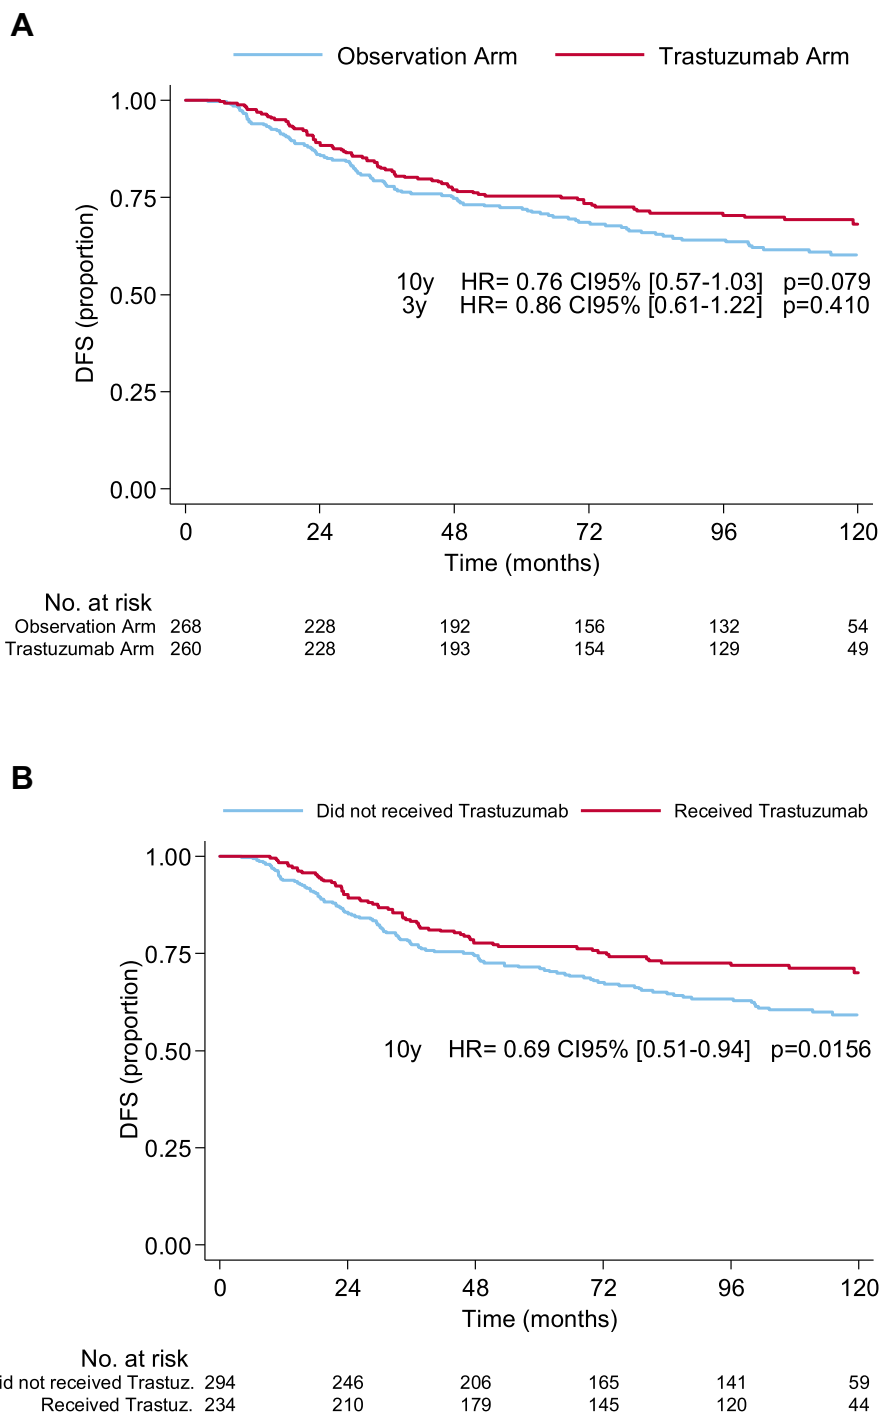 A
Observation Arm Trastuzumab Arm
1.00
0.75
0.50
0.25
0.00
DFS (proportion)
10y HR= 0.76 CI95% [0.57-1.03] p=0.079
3y HR= 0.86 CI95% [0.61-1.22] p=0.410
0 24 48 72 96 120
Time (months)
No. at risk
Observation Arm 268 228 192 156 132 54
Trastuzumab Arm 260 228 193 154 129 49
B
Did not received Trastuzumab Received Trastuzumab
1.00
0.75
0.50
0.25
0.00
DFS (proportion)
10y HR= 0.69 CI95% [0.51-0.94] p=0.0156
0 24 48 72 96 120
Time (months)
No. at risk
id not received Trastuz. 294 246 206 165 141 59
Received Trastuz. 234 210 179 145 120 44